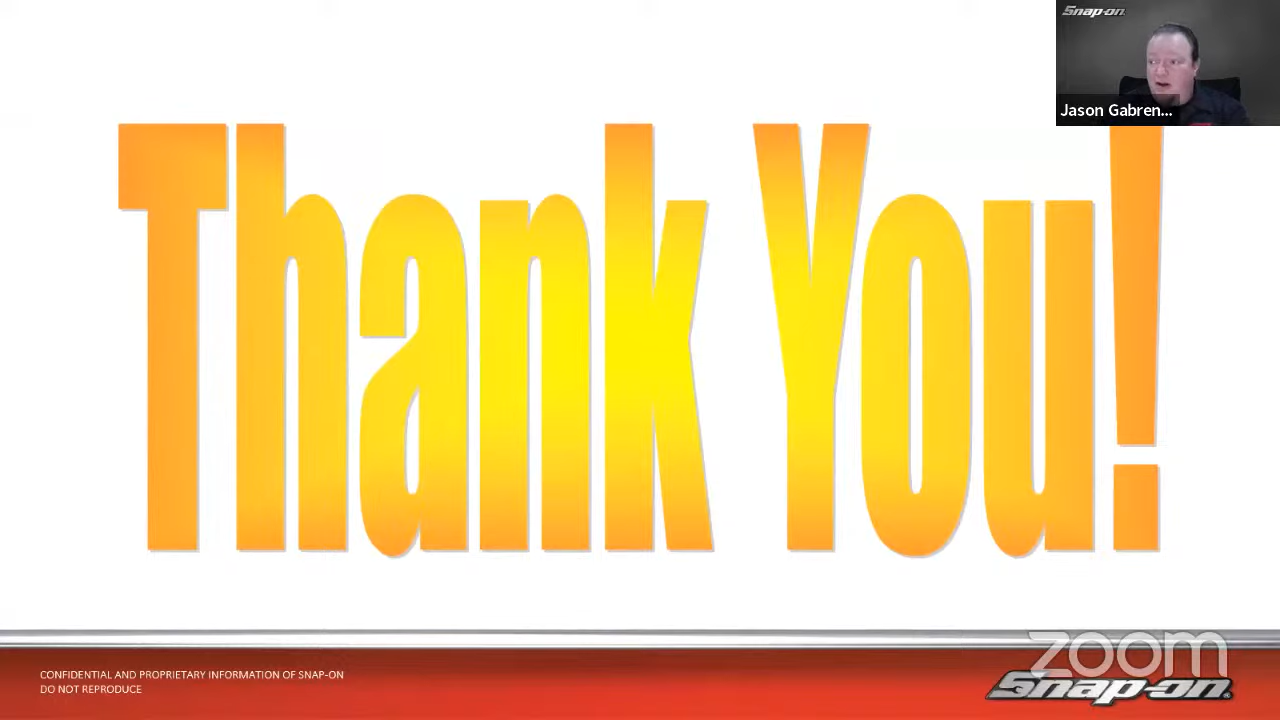 Snap-on
Jason Gabren...
Thank You!
CONFIDENTIAL AND PROPRIETARY INFORMATION OF SNAP-ON
DO NOT REPRODUCE
zoom
Snap-on